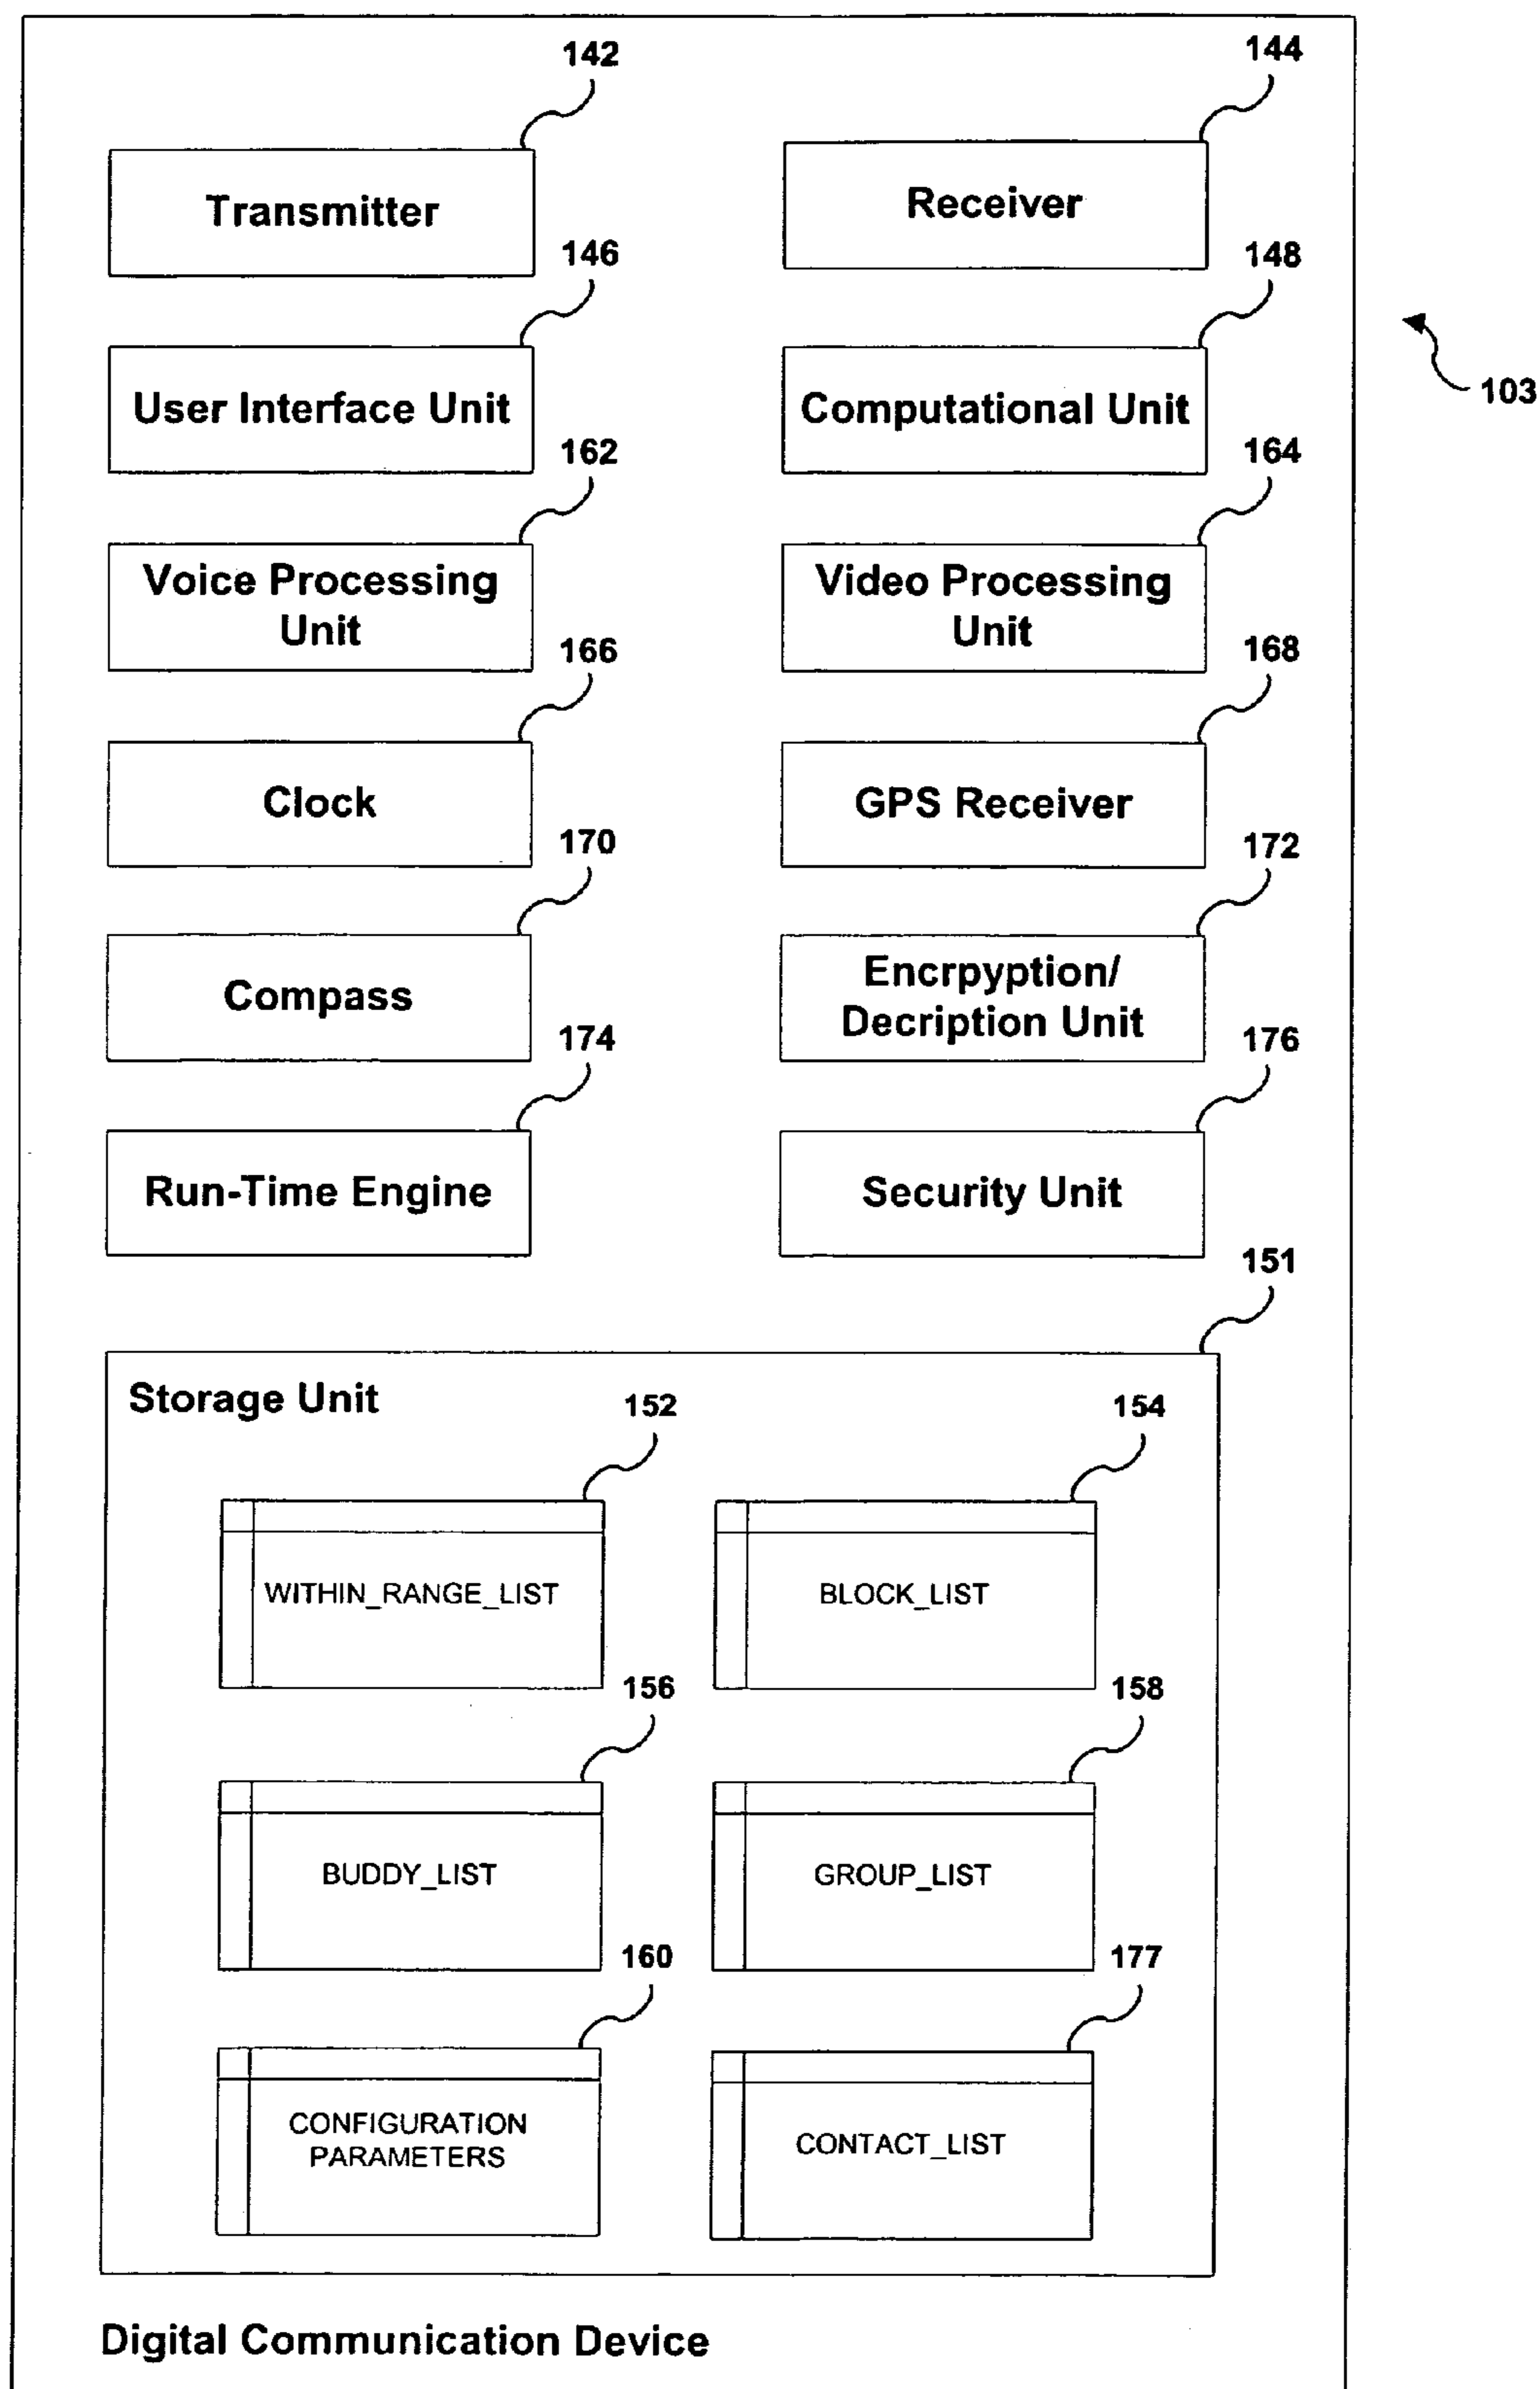 142
144
Transmitter
Receiver
146
148
User Interface Unit
Computational Unit
103
162
164
Voice Processing
Unit
Video Processing
Unit
166
168
Clock
GPS Receiver
170
172
Compass
Encrpyption/
Decription Unit
174
176
Run-Time Engine
Security Unit
151
Storage Unit
152
154
WITHIN_RANGE_LIST
BLOCK_LIST
156
158
BUDDY_LIST
GROUP_LIST
160
177
CONFIGURATION
PARAMETERS
CONTACT_LIST
Digital Communication Device